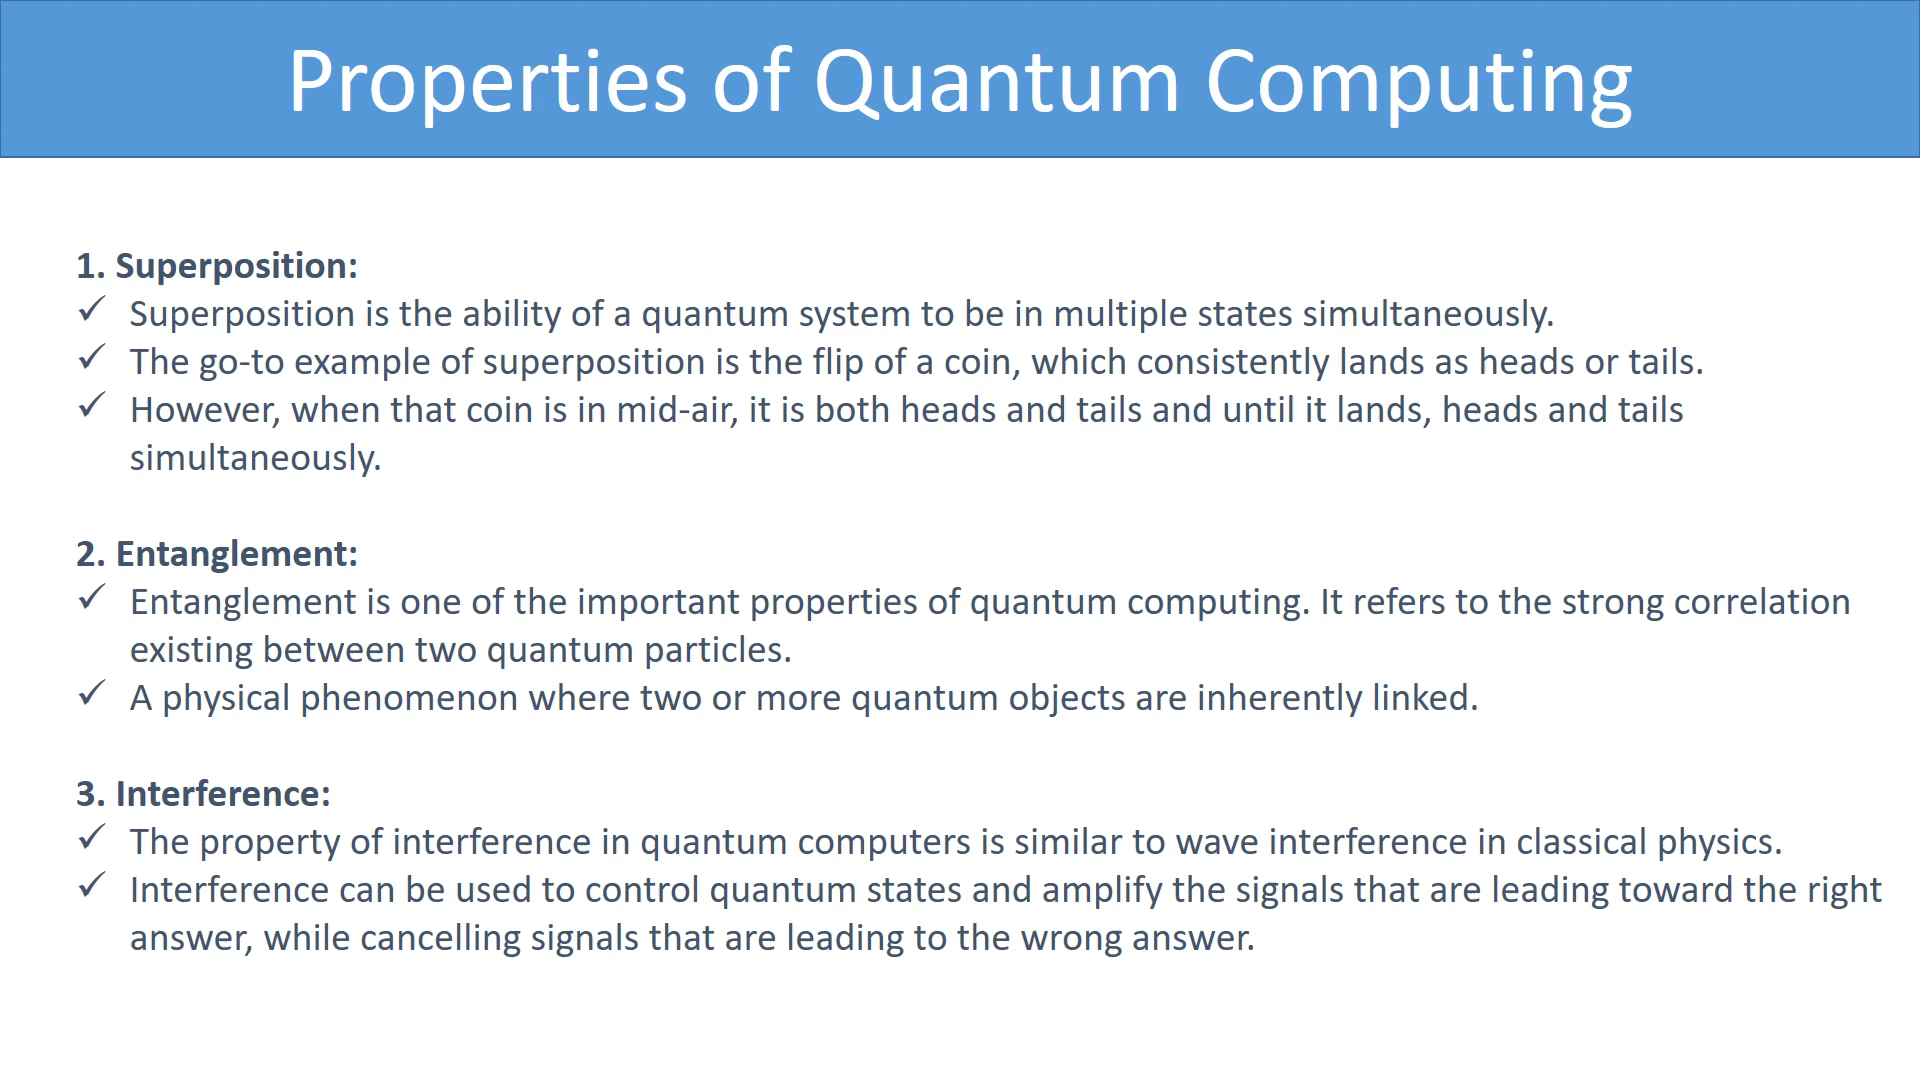 Properties of Quantum Computing
1. Superposition:
✓ Superposition is the ability of a quantum system to be in multiple states simultaneously.
✓ The go-to example of superposition is the flip of a coin, which consistently lands as heads or tails.
✓ However, when that coin is in mid-air, it is both heads and tails and until it lands, heads and tails
simultaneously.
2. Entanglement:
✓ Entanglement is one of the important properties of quantum computing. It refers to the strong correlation
existing between two quantum particles.
✓ A physical phenomenon where two or more quantum objects are inherently linked.
3. Interference:
✓ The property of interference in quantum computers is similar to wave interference in classical physics.
✓ Interference can be used to control quantum states and amplify the signals that are leading toward the right
answer, while cancelling signals that are leading to the wrong answer.